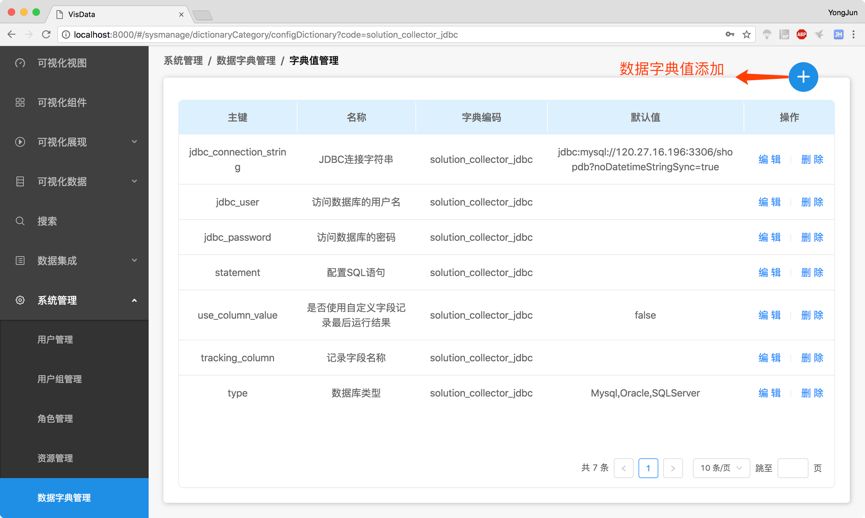 VisData
YongJun
localhost:8000/#/sysmanage/dictionaryCategory/configDictionary?code=solution_collector_jdbc
ABP
JH
可视化视图
可视化组件
可视化展现
可视化数据
搜索
数据集成
系统管理
用户管理
用户组管理
角色管理
资源管理
数据字典管理
系统管理 / 数据字典管理 / 字典值管理
数据字典值添加
主键 名称 字典编码 默认值 操作
jdbc_connection_strin
g
JDBC连接字符串 solution_collector_jdbc
jdbc:mysql://120.27.16.196:3306/sho
pdb?noDatetimeStringSync=true
编 辑 删 除
jdbc_user 访问数据库的用户名 solution_collector_jdbc 编 辑 删 除
jdbc_password 访问数据库的密码 solution_collector_jdbc 编 辑 删 除
statement 配置SQL语句 solution_collector_jdbc 编 辑 删 除
use_column_value
是否使用自定义字段记
录最后运行结果
solution_collector_jdbc false 编 辑 删 除
tracking_column 记录字段名称 solution_collector_jdbc 编 辑 删 除
type 数据库类型 solution_collector_jdbc Mysql,Oracle,SQLServer 编 辑 删 除
共 7 条 1 10 条/页 跳至 页